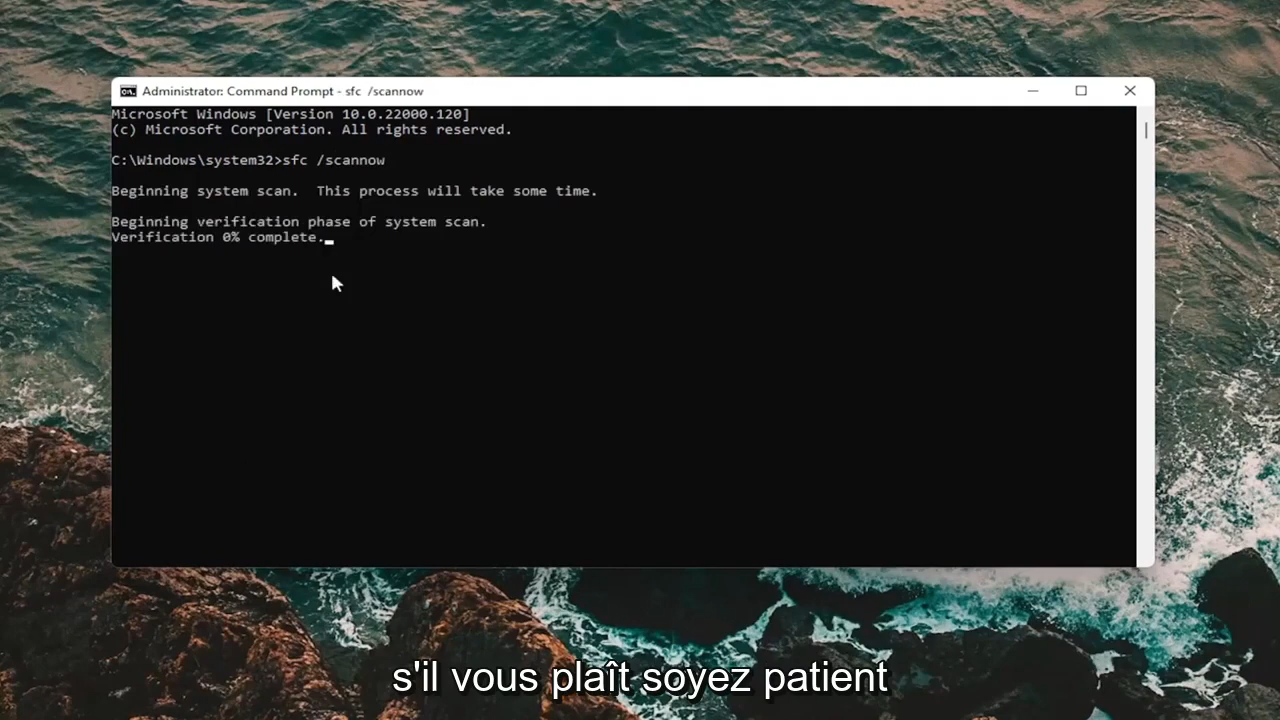 Administrator: Command Prompt - sfc  /scannow
Microsoft Windows [Version 10.0.22000.120]
(c) Microsoft Corporation. All rights reserved.
C:\Windows\system32>sfc /scannow
Beginning system scan.  This process will take some time.
Beginning verification phase of system scan.
Verification 0% complete.
s'il vous plaît soyez patient